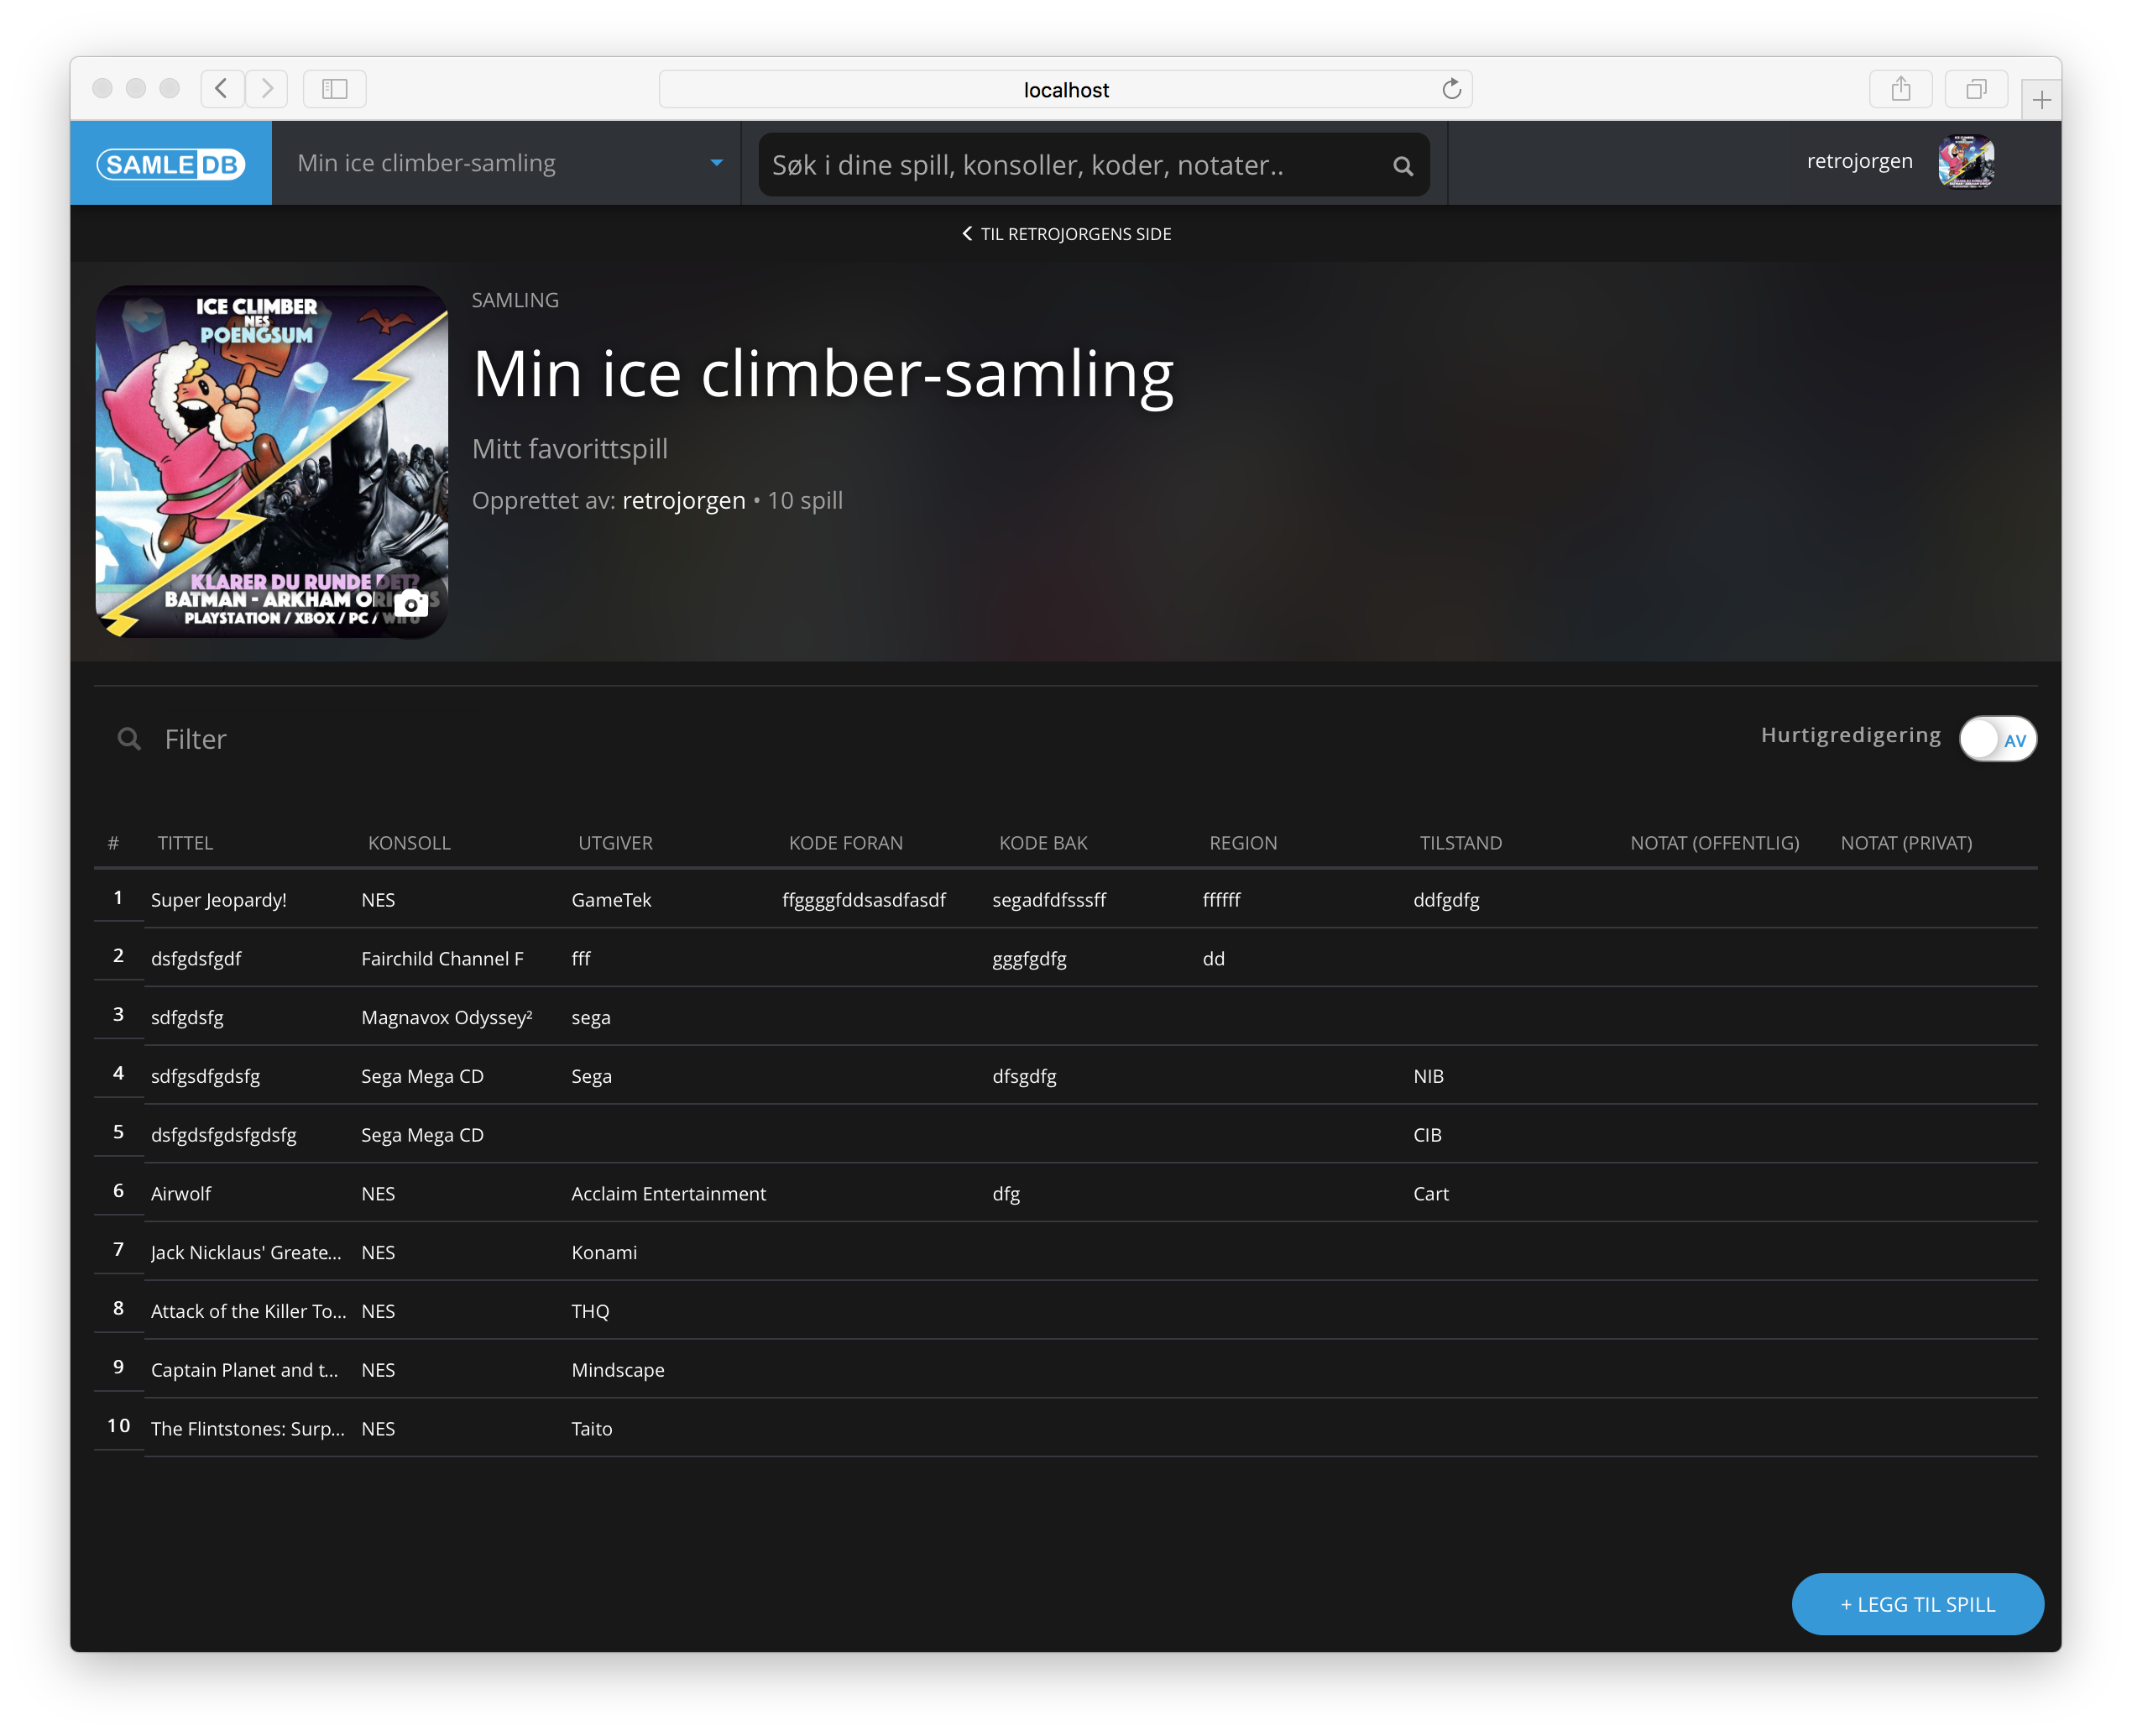 localhost
SAMLEDB
Min ice climber-samling
Søk i dine spill, konsoller, koder, notater..
retrojorgen
TIL RETROJORGENS SIDE
ICE CLIMBER
NES
POENGSUM
KLARER DU RUNDE DET?
BATMAN - ARKHAM ORIGINS
PLAYSTATION / XBOX / PC / WII U
SAMLING
Min ice climber-samling
Mitt favorittspill
Opprettet av: retrojorgen • 10 spill
Filter
Hurtigredigering AV
# TITTEL KONSOLL UTGIVER KODE FORAN KODE BAK REGION TILSTAND NOTAT (OFFENTLIG) NOTAT (PRIVAT)
1 Super Jeopardy! NES GameTek ffggggfddsasdfasdf segadfdfsssff ffffff ddfgdfg
2 dsfgdsfgdf Fairchild Channel F fff gggfgdfg dd
3 sdfgdsfg Magnavox Odyssey² sega
4 sdfgsdfgdsfg Sega Mega CD Sega dfsgdfg NIB
5 dsfgdsfgdsfgdsfg Sega Mega CD CIB
6 Airwolf NES Acclaim Entertainment dfg Cart
7 Jack Nicklaus' Greate... NES Konami
8 Attack of the Killer To... NES THQ
9 Captain Planet and t... NES Mindscape
10 The Flintstones: Surp... NES Taito
+ LEGG TIL SPILL